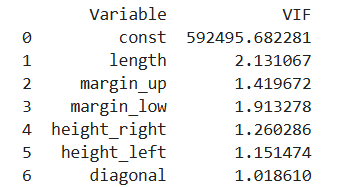 Variable VIF
0 const 592495.682281
1 length 2.131067
2 margin_up 1.419672
3 margin_low 1.913278
4 height_right 1.260286
5 height_left 1.151474
6 diagonal 1.018610